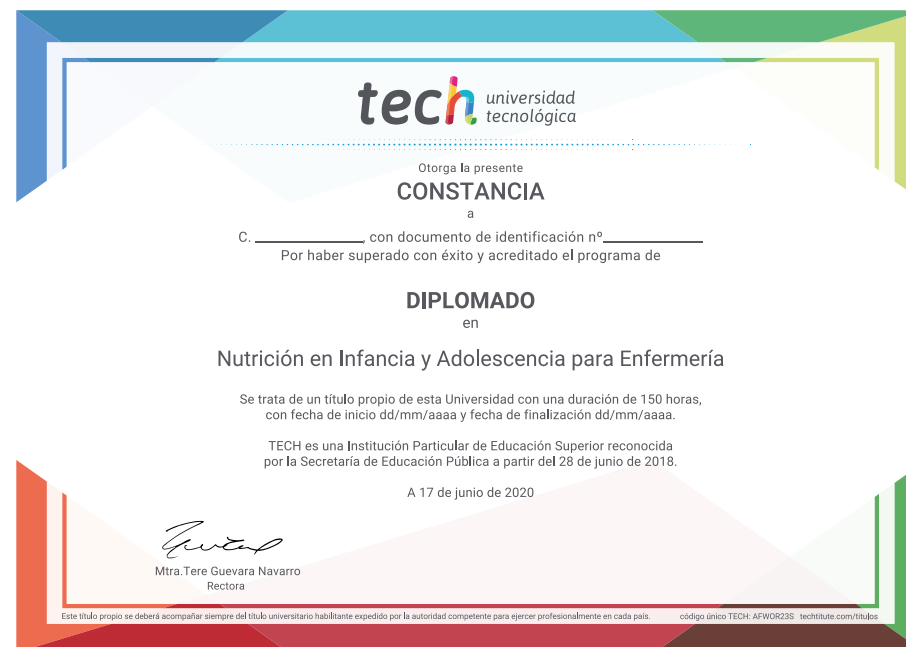 tech universidad
tecnológica
Otorga la presente
CONSTANCIA
a
C. ________________, con documento de identificación nº_______________
Por haber superado con éxito y acreditado el programa de
DIPLOMADO
en
Nutrición en Infancia y Adolescencia para Enfermería
Se trata de un título propio de esta Universidad con una duración de 150 horas,
con fecha de inicio dd/mm/aaaa y fecha de finalización dd/mm/aaaa.
TECH es una Institución Particular de Educación Superior reconocida
por la Secretaría de Educación Pública a partir del 28 de junio de 2018.
A 17 de junio de 2020
Mtra.Tere Guevara Navarro
Rectora
Este título propio se deberá acompañar siempre del título universitario habilitante expedido por la autoridad competente para ejercer profesionalmente en cada país. código único TECH: AFWOR23S techtitute.com/titulos